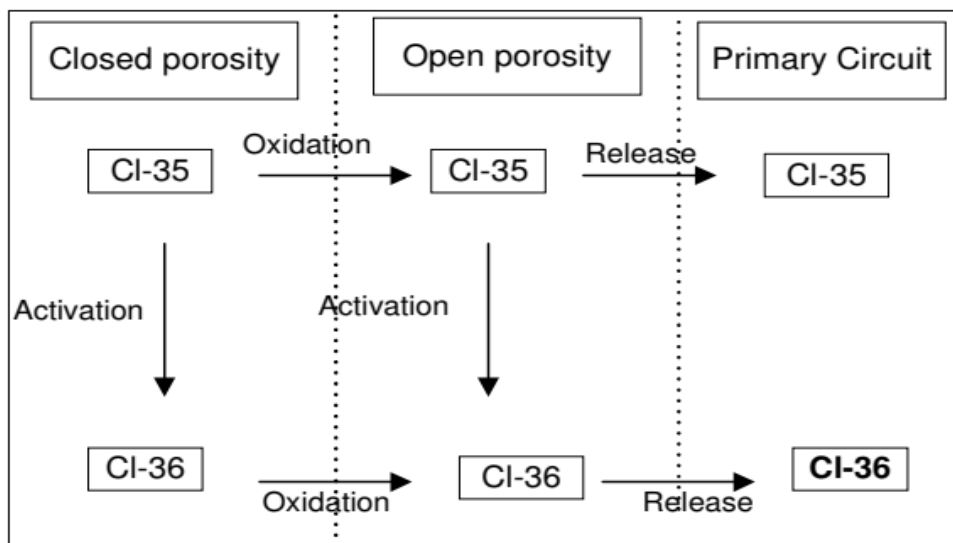 Closed porosity
Open porosity
Primary Circuit
Oxidation
Release
Cl-35
Cl-35
Cl-35
Activation
Activation
Cl-36
Cl-36
Cl-36
Oxidation
Release